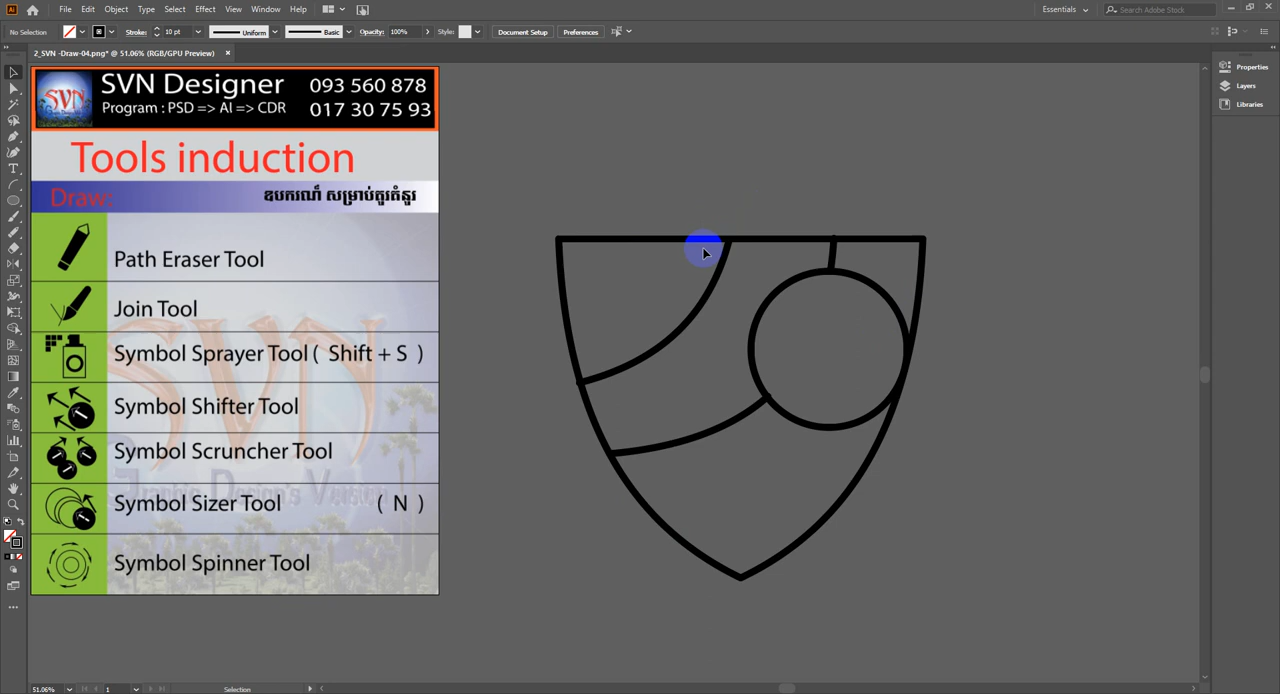 Ai File Edit Object Type Select Effect View Window Help Essentials Search Adobe Stock
No Selection Stroke: 10 pt Uniform Basic Opacity: 100% Style: Document Setup Preferences
2_SVN -Draw-04.png* @ 51.06% (RGB/GPU Preview)
SVN
SVN Designer 093 560 878
Program : PSD => AI => CDR 017 30 75 93
Tools induction
Draw: ឧបករណ៏ សម្រាប់គូរគំនូរ
Path Eraser Tool
Join Tool
Symbol Sprayer Tool ( Shift + S )
Symbol Shifter Tool
Symbol Scruncher Tool
Symbol Sizer Tool ( N )
Symbol Spinner Tool
Properties
Layers
Libraries
51.06% 1 Selection